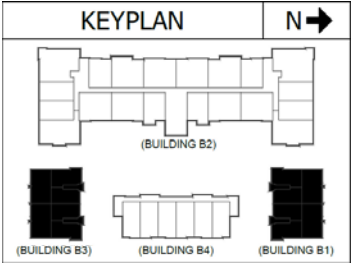 KEYPLAN
N
(BUILDING B2)
(BUILDING B3)
(BUILDING B4)
(BUILDING B1)